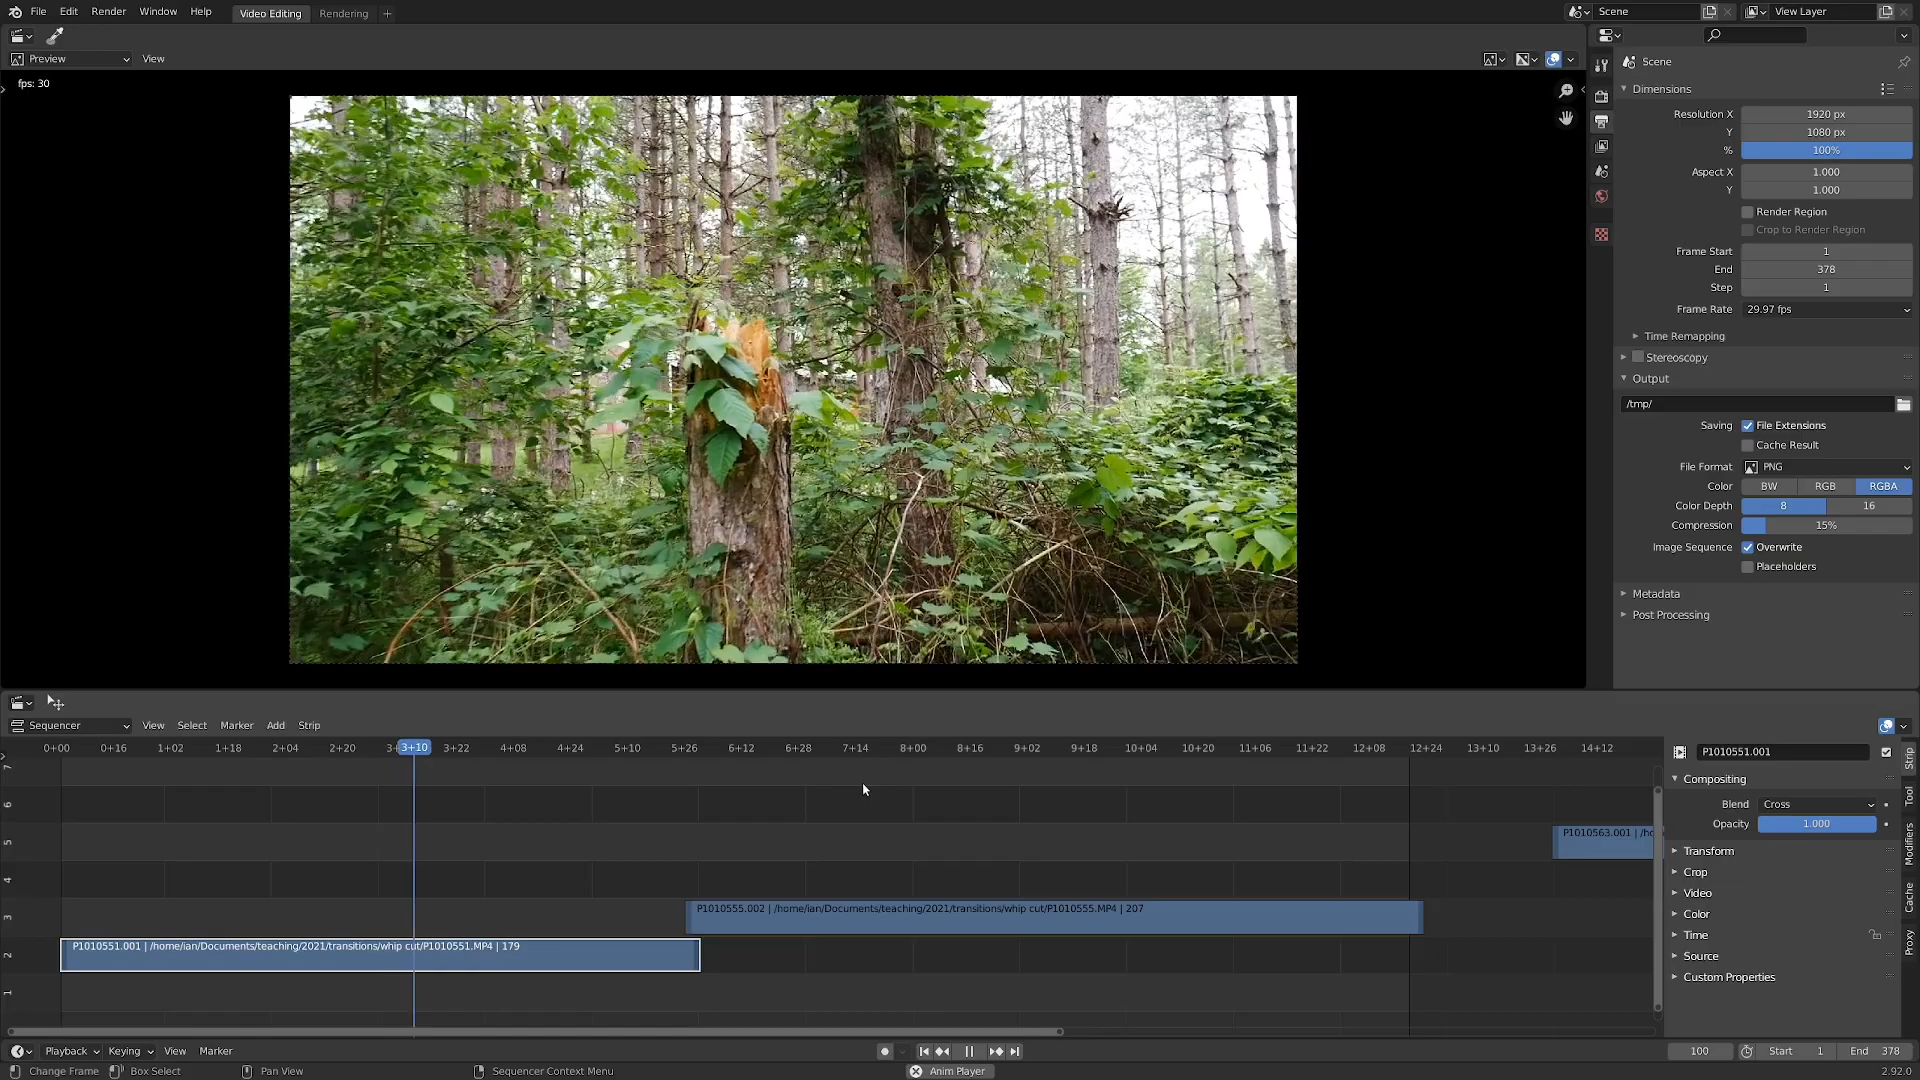 File Edit Render Window Help Video Editing Rendering + Scene View Layer
Preview View
fps: 30
Scene
Dimensions
Resolution X 1920 px
Y 1080 px
% 100%
Aspect X 1.000
Y 1.000
Render Region
Crop to Render Region
Frame Start 1
End 378
Step 1
Frame Rate 29.97 fps
Time Remapping
Stereoscopy
Output
/tmp/
Saving File Extensions
Cache Result
File Format PNG
Color BW RGB RGBA
Color Depth 8 16
Compression 15%
Image Sequence Overwrite
Placeholders
Metadata
Post Processing
Sequencer View Select Marker Add Strip
0+00 0+16 1+02 1+18 2+04 2+20 3+10 3+22 4+08 4+24 5+10 5+26 6+12 6+28 7+14 8+00 8+16 9+02 9+18 10+04 10+20 11+06 11+22 12+08 12+24 13+10 13+26 14+12
7
6
5 P1010563.001 | /ho
4
3 P1010555.002 | /home/ian/Documents/teaching/2021/transitions/whip cut/P1010555.MP4 | 207
2 P1010551.001 | /home/ian/Documents/teaching/2021/transitions/whip cut/P1010551.MP4 | 179
1
P1010551.001
Compositing
Blend Cross
Opacity 1.000
Transform
Crop
Video
Color
Time
Source
Custom Properties
Strip
Tool
Modifiers
Cache
Proxy
Playback Keying View Marker 100 Start 1 End 378
Change Frame Box Select Pan View Sequencer Context Menu Anim Player 2.92.0